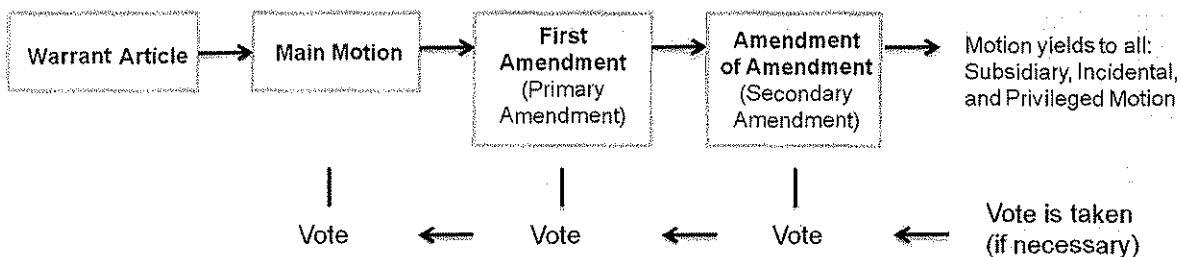 Warrant Article
Main Motion
First
Amendment
(Primary
Amendment)
Amendment
of Amendment
(Secondary
Amendment)
Motion yields to all:
Subsidiary, Incidental,
and Privileged Motion
Vote
Vote
Vote
Vote is taken
(if necessary)